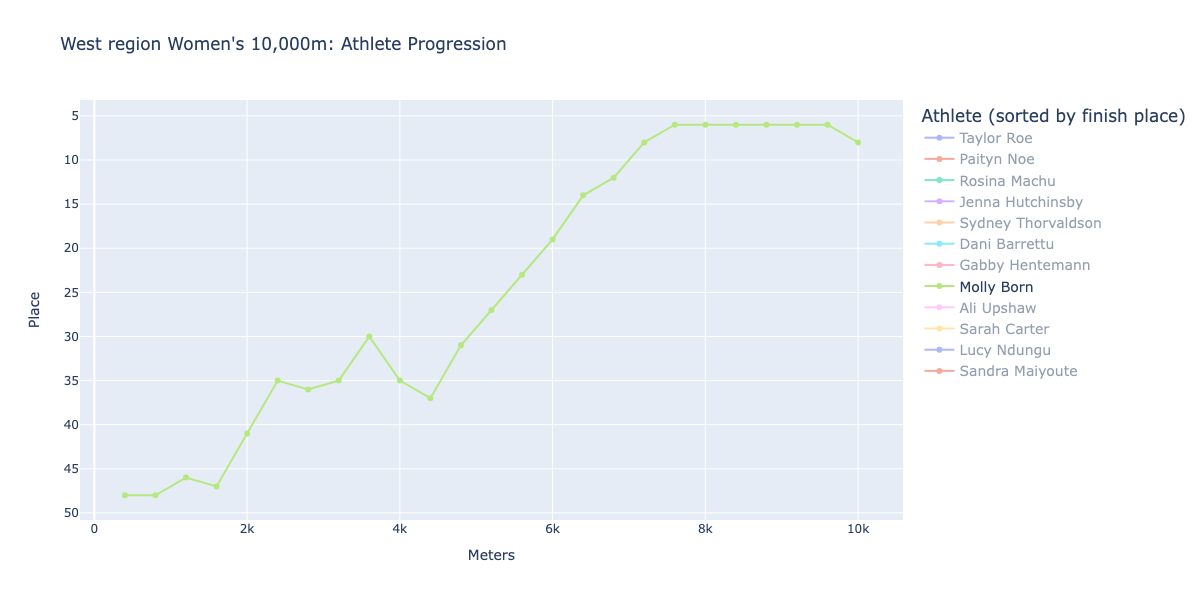 West region Women's 10,000m: Athlete Progression
Athlete (sorted by finish place)
Taylor Roe
Paityn Noe
Rosina Machu
Jenna Hutchinsby
Sydney Thorvaldson
Dani Barrettu
Gabby Hentemann
Molly Born
Ali Upshaw
Sarah Carter
Lucy Ndungu
Sandra Maiyoute
Place
5
10
15
20
25
30
35
40
45
50
0 2k 4k 6k 8k 10k
Meters